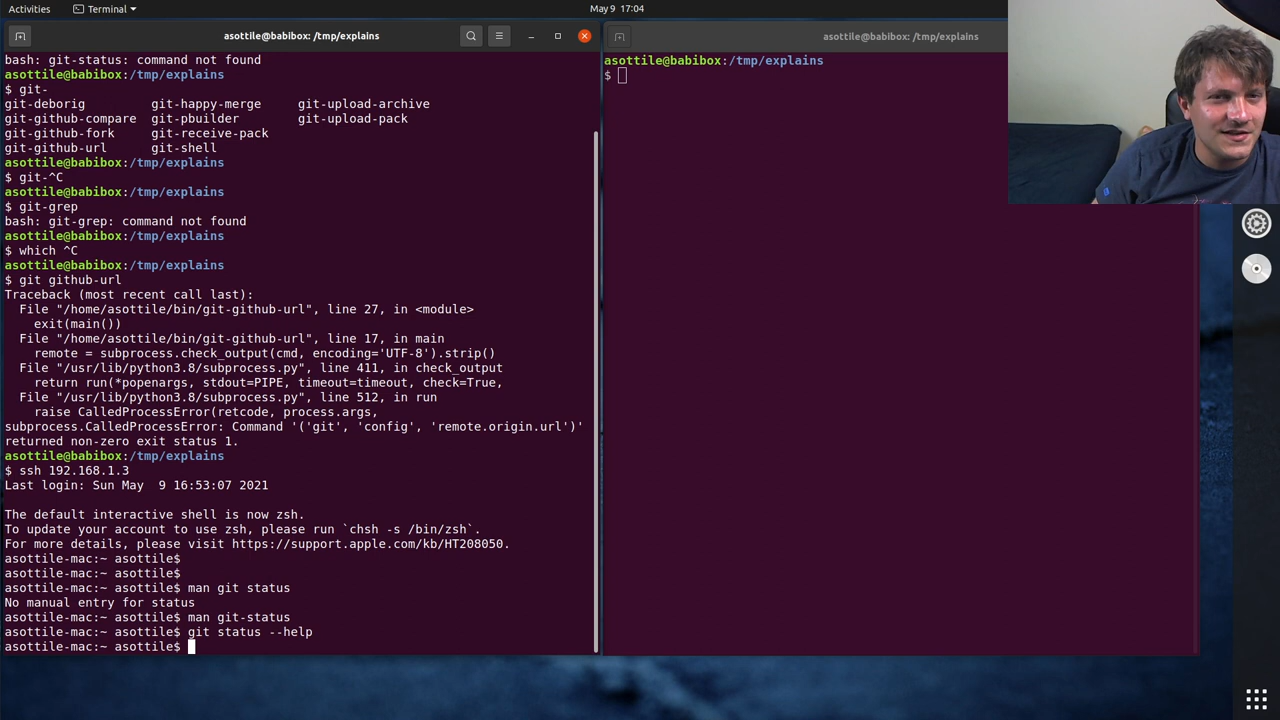 Activities
Terminal
May 9 17:04
asottile@babibox: /tmp/explains
bash: git-status: command not found
asottile@babibox:/tmp/explains
$ git-
git-deborig git-happy-merge git-upload-archive
git-github-compare git-pbuilder git-upload-pack
git-github-fork git-receive-pack
git-github-url git-shell
asottile@babibox:/tmp/explains
$ git-^C
asottile@babibox:/tmp/explains
$ git-grep
bash: git-grep: command not found
asottile@babibox:/tmp/explains
$ which ^C
asottile@babibox:/tmp/explains
$ git github-url
Traceback (most recent call last):
File "/home/asottile/bin/git-github-url", line 27, in <module>
exit(main())
File "/home/asottile/bin/git-github-url", line 17, in main
remote = subprocess.check_output(cmd, encoding='UTF-8').strip()
File "/usr/lib/python3.8/subprocess.py", line 411, in check_output
return run(*popenargs, stdout=PIPE, timeout=timeout, check=True,
File "/usr/lib/python3.8/subprocess.py", line 512, in run
raise CalledProcessError(retcode, process.args,
subprocess.CalledProcessError: Command '('git', 'config', 'remote.origin.url')'
returned non-zero exit status 1.
asottile@babibox:/tmp/explains
$ ssh 192.168.1.3
Last login: Sun May  9 16:53:07 2021
The default interactive shell is now zsh.
To update your account to use zsh, please run `chsh -s /bin/zsh`.
For more details, please visit https://support.apple.com/kb/HT208050.
asottile-mac:~ asottile$
asottile-mac:~ asottile$
asottile-mac:~ asottile$ man git status
No manual entry for status
asottile-mac:~ asottile$ man git-status
asottile-mac:~ asottile$ git status --help
asottile-mac:~ asottile$
asottile@babibox: /tmp/explains
asottile@babibox:/tmp/explains
$